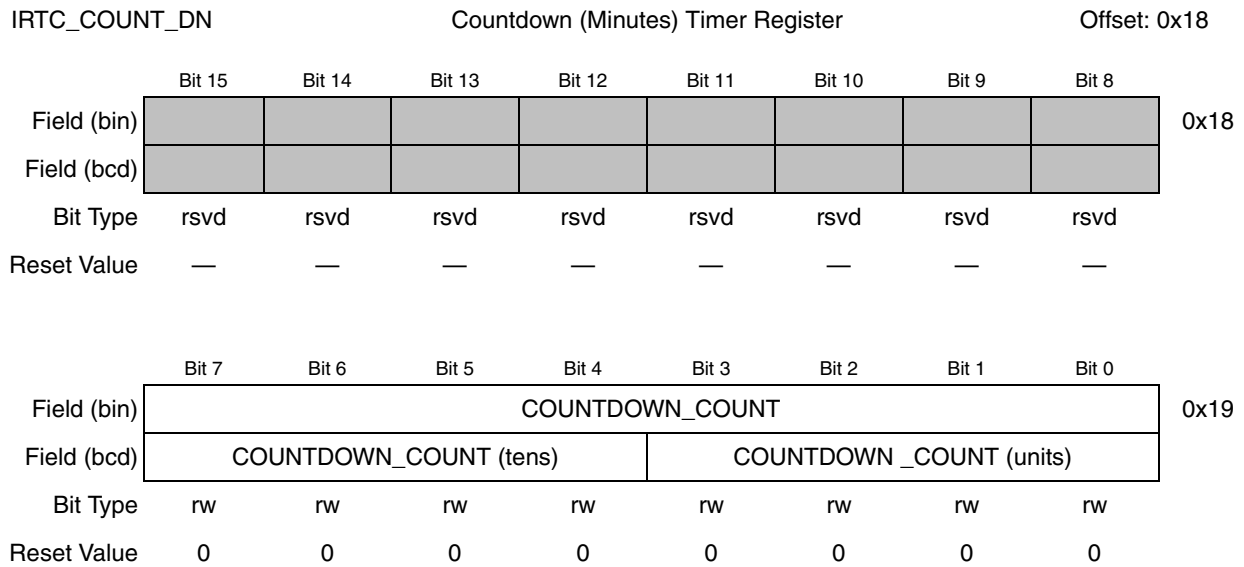 IRTC_COUNT_DN Countdown (Minutes) Timer Register Offset: 0x18
Bit 15 Bit 14 Bit 13 Bit 12 Bit 11 Bit 10 Bit 9 Bit 8
Field (bin) 0x18
Field (bcd)
Bit Type rsvd rsvd rsvd rsvd rsvd rsvd rsvd rsvd
Reset Value — — — — — — — —
Bit 7 Bit 6 Bit 5 Bit 4 Bit 3 Bit 2 Bit 1 Bit 0
Field (bin) COUNTDOWN_COUNT 0x19
Field (bcd) COUNTDOWN_COUNT (tens) COUNTDOWN _COUNT (units)
Bit Type rw rw rw rw rw rw rw rw
Reset Value 0 0 0 0 0 0 0 0